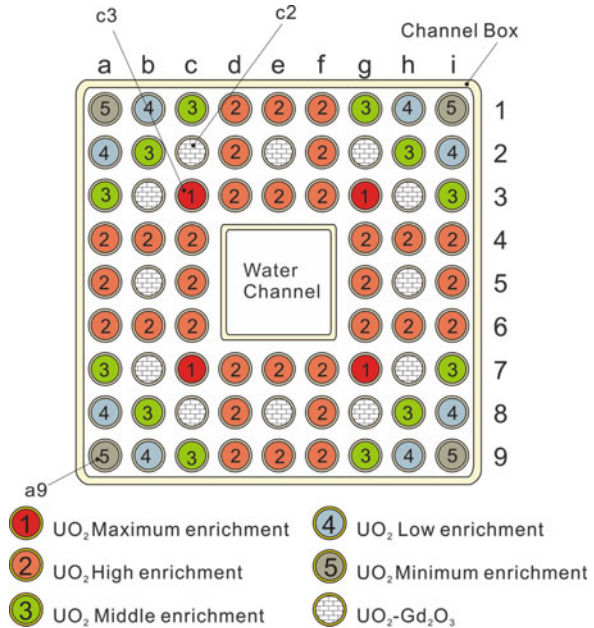 c3 c2
Channel Box
a b c d e f g h i
5 4 3 2 2 2 3 4 5 1
4 3 2 2 3 4 2
3 1 2 2 2 1 3 3
2 2 2 2 2 2 4
2 2 Water Channel 2 2 5
2 2 2 2 2 2 6
3 1 2 2 2 1 3 7
4 3 2 2 3 4 8
5 4 3 2 2 2 3 4 5 9
a9
1 UO₂ Maximum enrichment
4 UO₂ Low enrichment
2 UO₂ High enrichment
5 UO₂ Minimum enrichment
3 UO₂ Middle enrichment
UO₂-Gd₂O₃